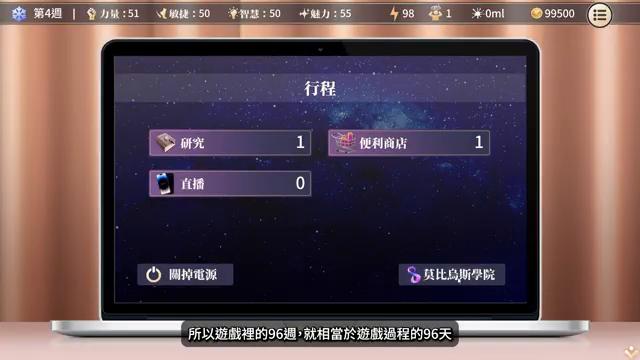 第4週 力量：51 敏捷：50 智慧：50 魅力：55 98 1 0ml 99500
行程
研究 1 便利商店 1
直播 0
關掉電源 莫比烏斯學院
所以遊戲裡的96週，就相當於遊戲過程的96天